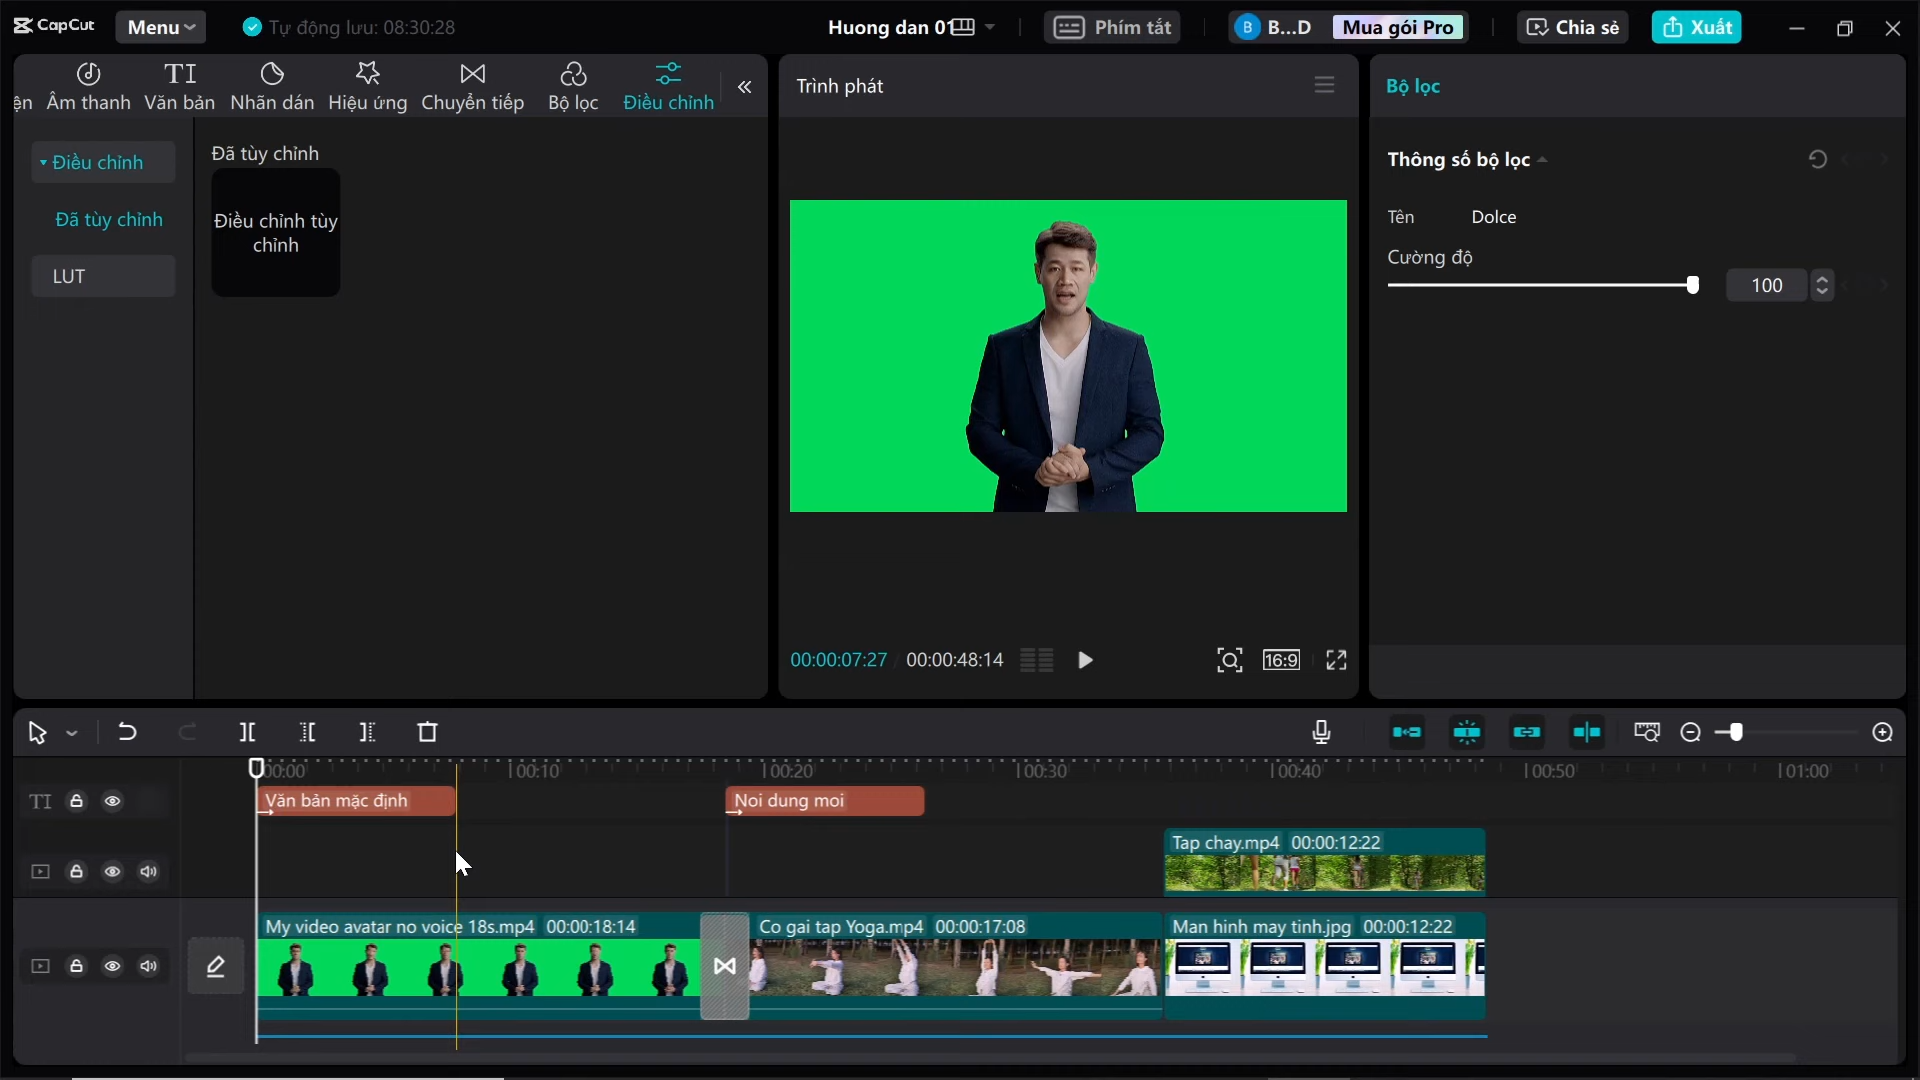 CapCut
Menu
Tự động lưu: 08:30:28
Huong dan 01
Phím tắt
B
B...D
Mua gói Pro
Chia sẻ
Xuất
ện
Âm thanh
Văn bản
Nhãn dán
Hiệu ứng
Chuyển tiếp
Bộ lọc
Điều chỉnh
Điều chỉnh
Đã tùy chỉnh
LUT
Đã tùy chỉnh
Điều chỉnh tùy
chỉnh
Trình phát
00:00:07:27
00:00:48:14
16:9
Bộ lọc
Thông số bộ lọc
Tên
Dolce
Cường độ
100
00:00
00:10
00:20
00:30
00:40
00:50
01:00
TI
Văn bản mặc định
Noi dung moi
Tap chay.mp4 00:00:12:22
My video avatar no voice 18s.mp4 00:00:18:14
Co gai tap Yoga.mp4 00:00:17:08
Man hinh may tinh.jpg 00:00:12:22